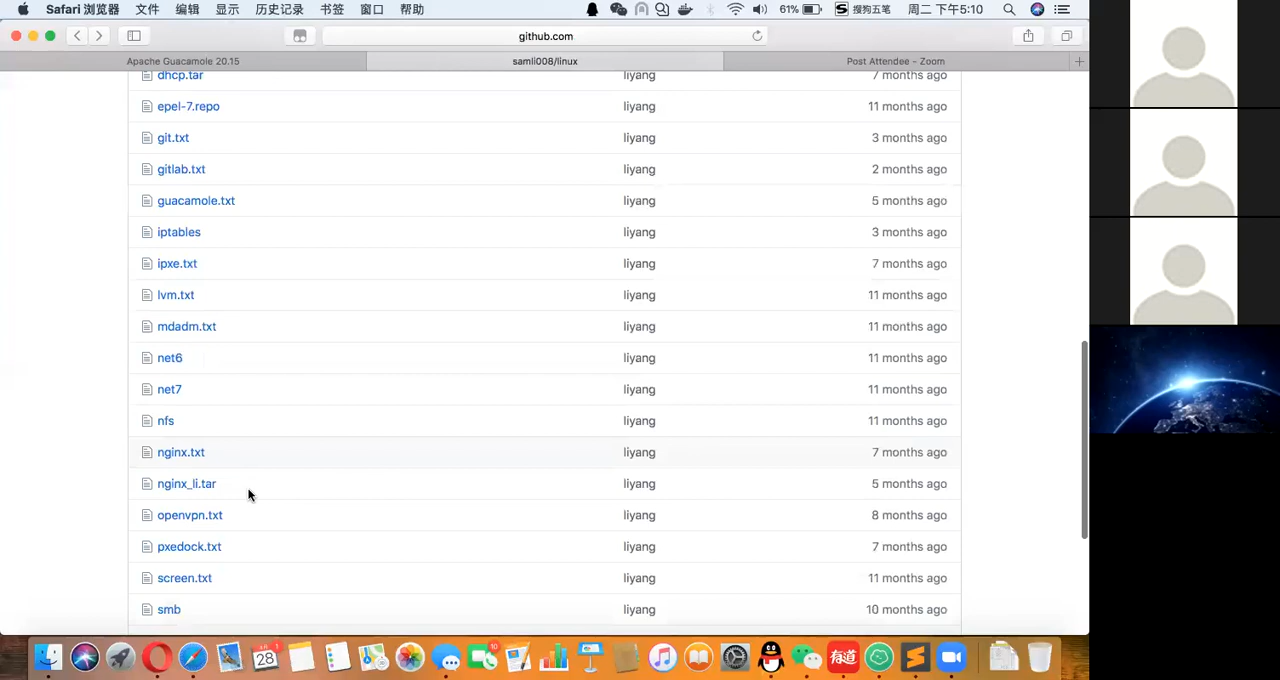 Safari 浏览器 文件 编辑 显示 历史记录 书签 窗口 帮助 61% S 搜狗五笔 周二 下午5:10
github.com
Apache Guacamole 20.15 samli008/linux Post Attendee - Zoom
dhcp.tar liyang 7 months ago
epel-7.repo liyang 11 months ago
git.txt liyang 3 months ago
gitlab.txt liyang 2 months ago
guacamole.txt liyang 5 months ago
iptables liyang 3 months ago
ipxe.txt liyang 7 months ago
lvm.txt liyang 11 months ago
mdadm.txt liyang 11 months ago
net6 liyang 11 months ago
net7 liyang 11 months ago
nfs liyang 11 months ago
nginx.txt liyang 7 months ago
nginx_li.tar liyang 5 months ago
openvpn.txt liyang 8 months ago
pxedock.txt liyang 7 months ago
screen.txt liyang 11 months ago
smb liyang 10 months ago
28 10 有道